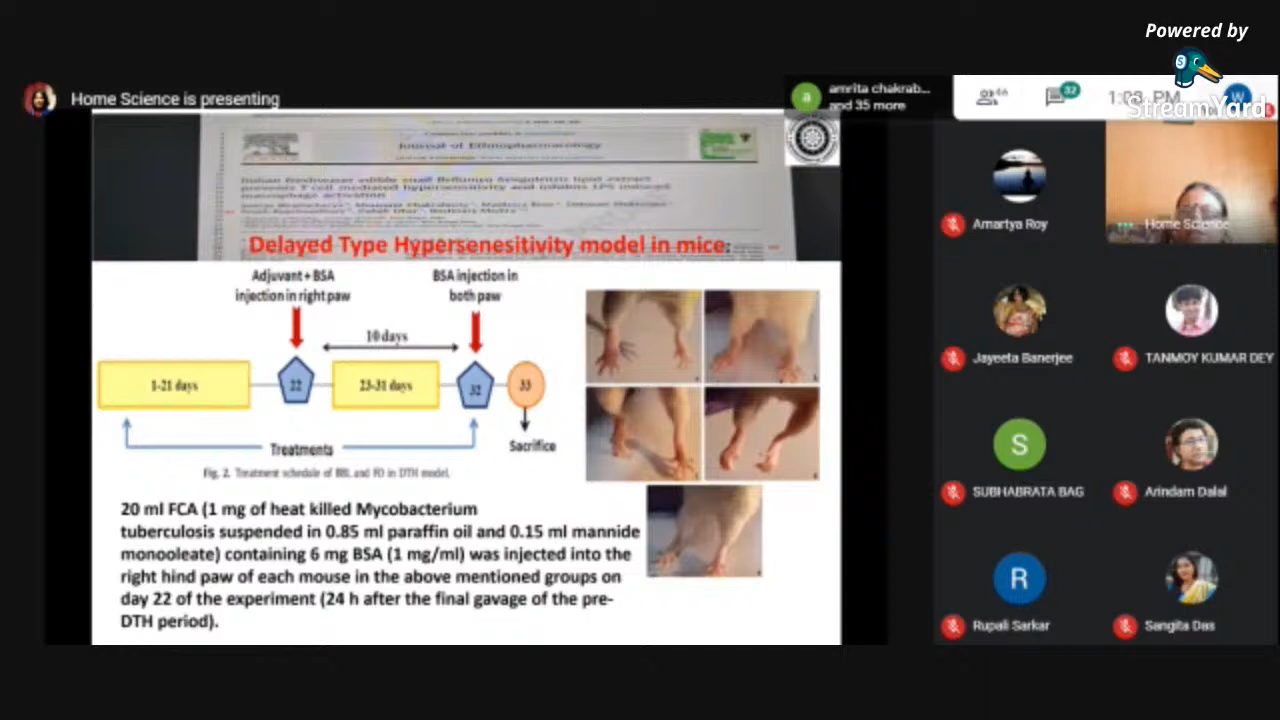 Powered by
StreamYard
Home Science is presenting
a
amrita chakrab...
and 35 more
46
32
PM
W
Journal of Ethnopharmacology
Delayed Type Hypersenesitivity model in mice:
Adjuvant + BSA
injection in right paw
BSA injection in
both paw
10 days
1-21 days
22
23-31 days
32
33
Treatments
Sacrifice
Fig. 2. Treatment schedule of BBL and FO in DTH model.
20 ml FCA (1 mg of heat killed Mycobacterium
tuberculosis suspended in 0.85 ml paraffin oil and 0.15 ml mannide
monooleate) containing 6 mg BSA (1 mg/ml) was injected into the
right hind paw of each mouse in the above mentioned groups on
day 22 of the experiment (24 h after the final gavage of the pre-
DTH period).
Amartya Roy
Home Science
Jayeeta Banerjee
TANMOY KUMAR DEY
S
SUBHABRATA BAG
Arindam Dalal
R
Rupali Sarkar
Sangita Das